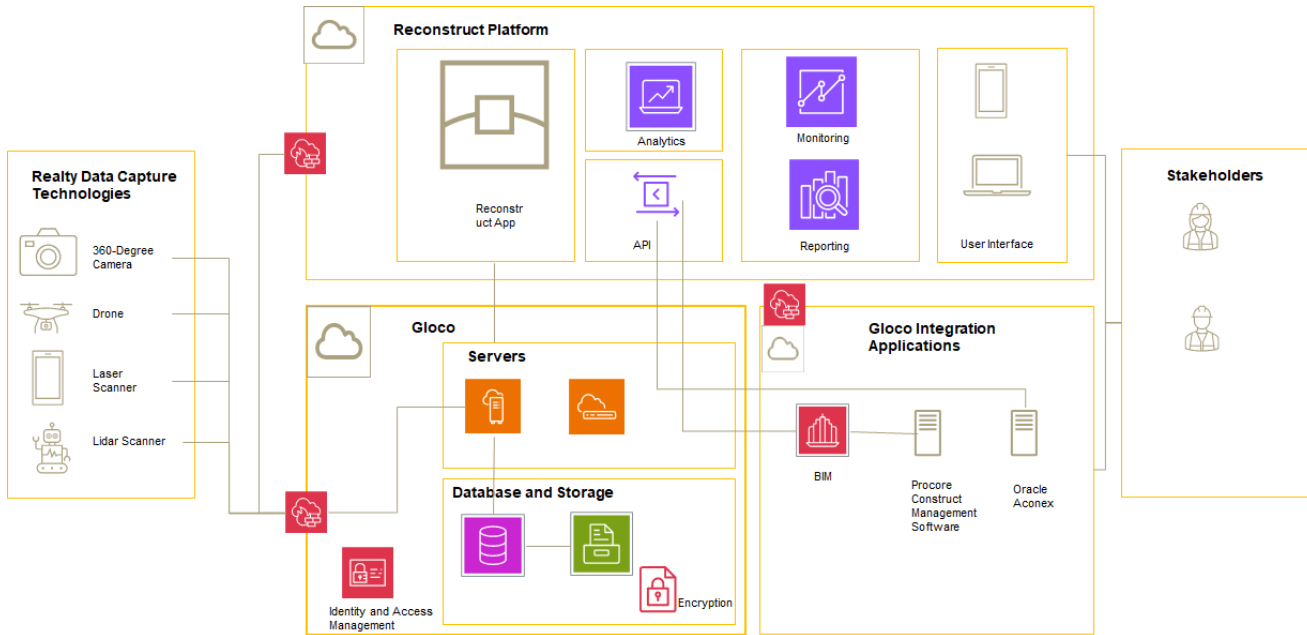 Reconstruct Platform
Analytics
Monitoring
Reconstr
uct App
API
Reporting
User Interface
Realty Data Capture
Technologies
360-Degree
Camera
Drone
Laser
Scanner
Lidar Scanner
Stakeholders
Gloco
Servers
Database and Storage
Encryption
Identity and Access
Management
Gloco Integration
Applications
BIM
Procore
Construct
Management
Software
Oracle
Aconex